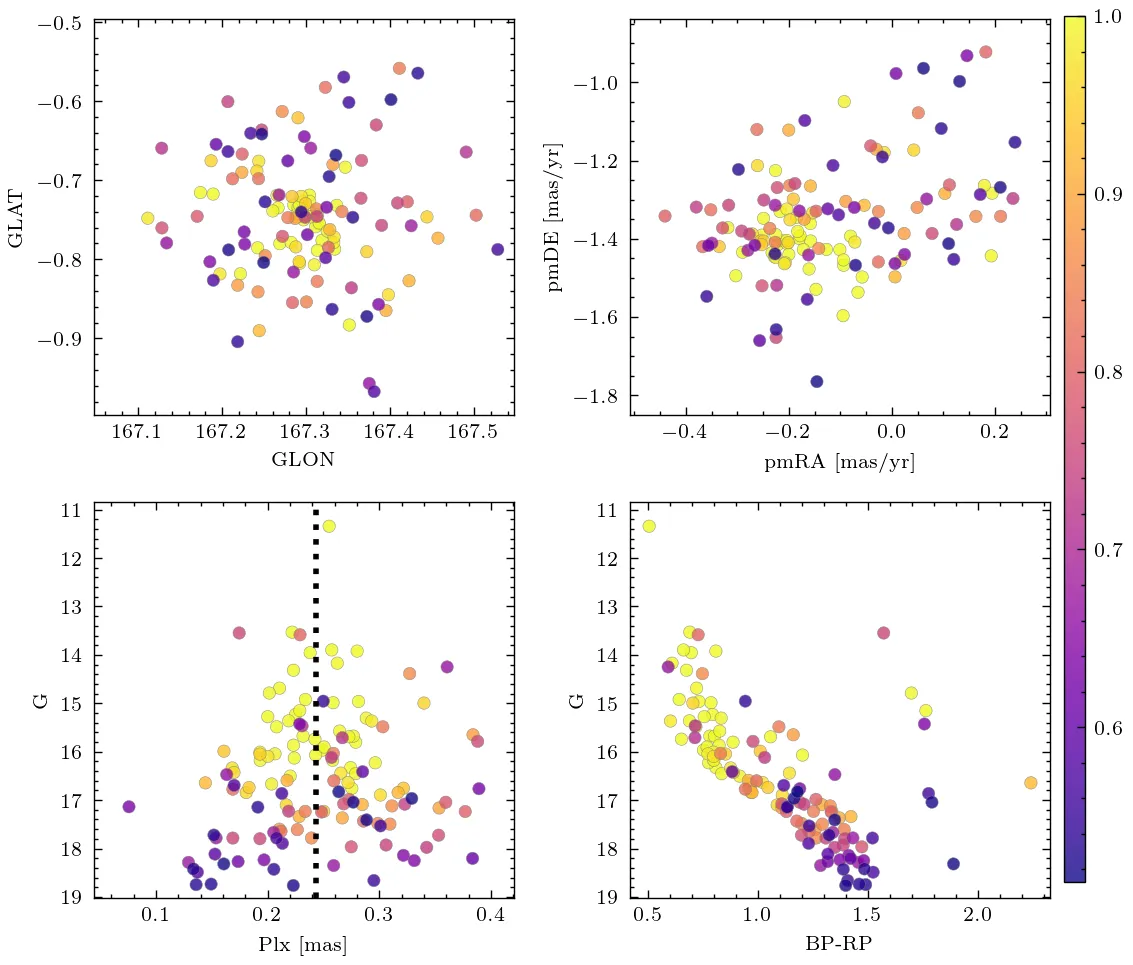 −0.5
−0.6
−0.7
−0.8
−0.9
GLAT
167.1 167.2 167.3 167.4 167.5
GLON
−1.0
−1.2
−1.4
−1.6
−1.8
pmDE [mas/yr]
−0.4 −0.2 0.0 0.2
pmRA [mas/yr]
1.0
0.9
0.8
0.7
0.6
11
12
13
14
15
16
17
18
19
G
0.1 0.2 0.3 0.4
Plx [mas]
11
12
13
14
15
16
17
18
19
G
0.5 1.0 1.5 2.0
BP-RP